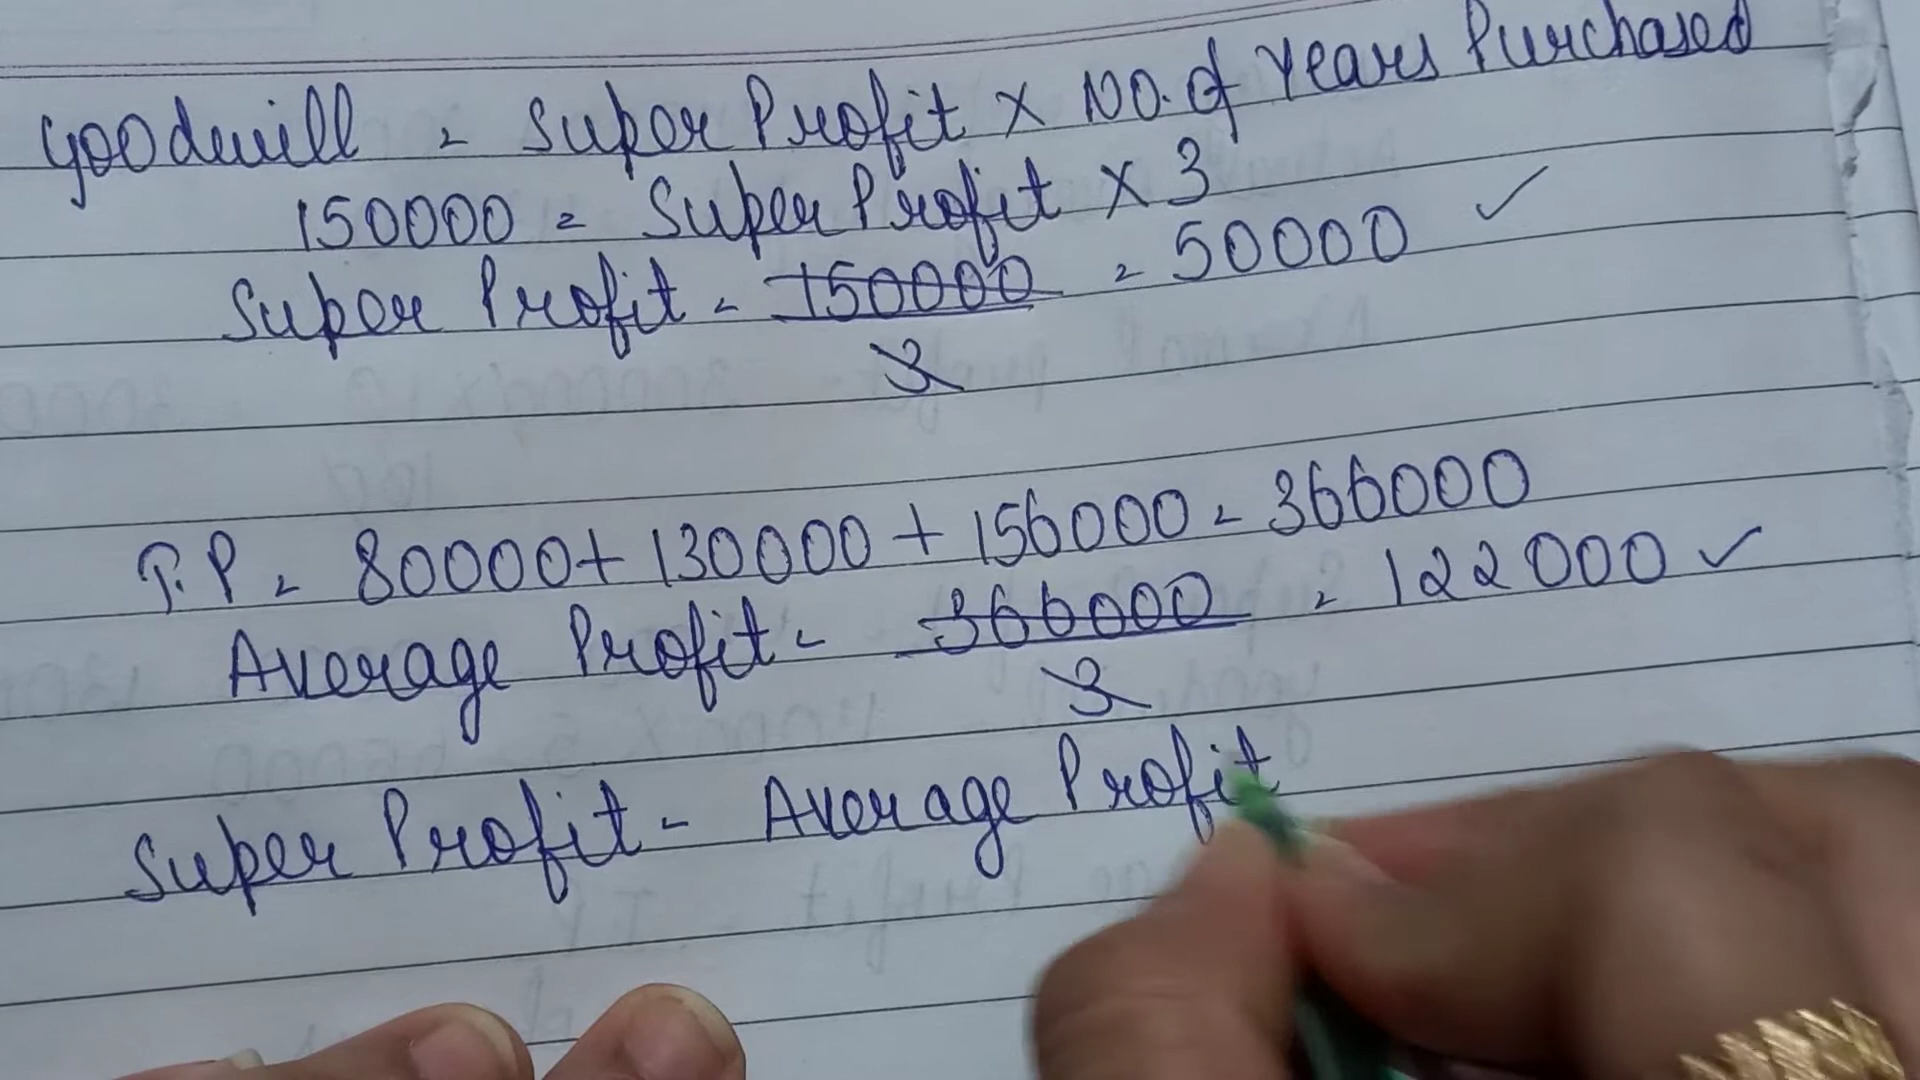 Goodwill = Super Profit × No. of Years Purchased
150000 = Super Profit × 3
Super Profit = 150000 / 3 = 50000 ✓
T.P = 80000 + 130000 + 156000 = 366000
Average Profit = 366000 / 3 = 122000 ✓
Super Profit = Average Profit